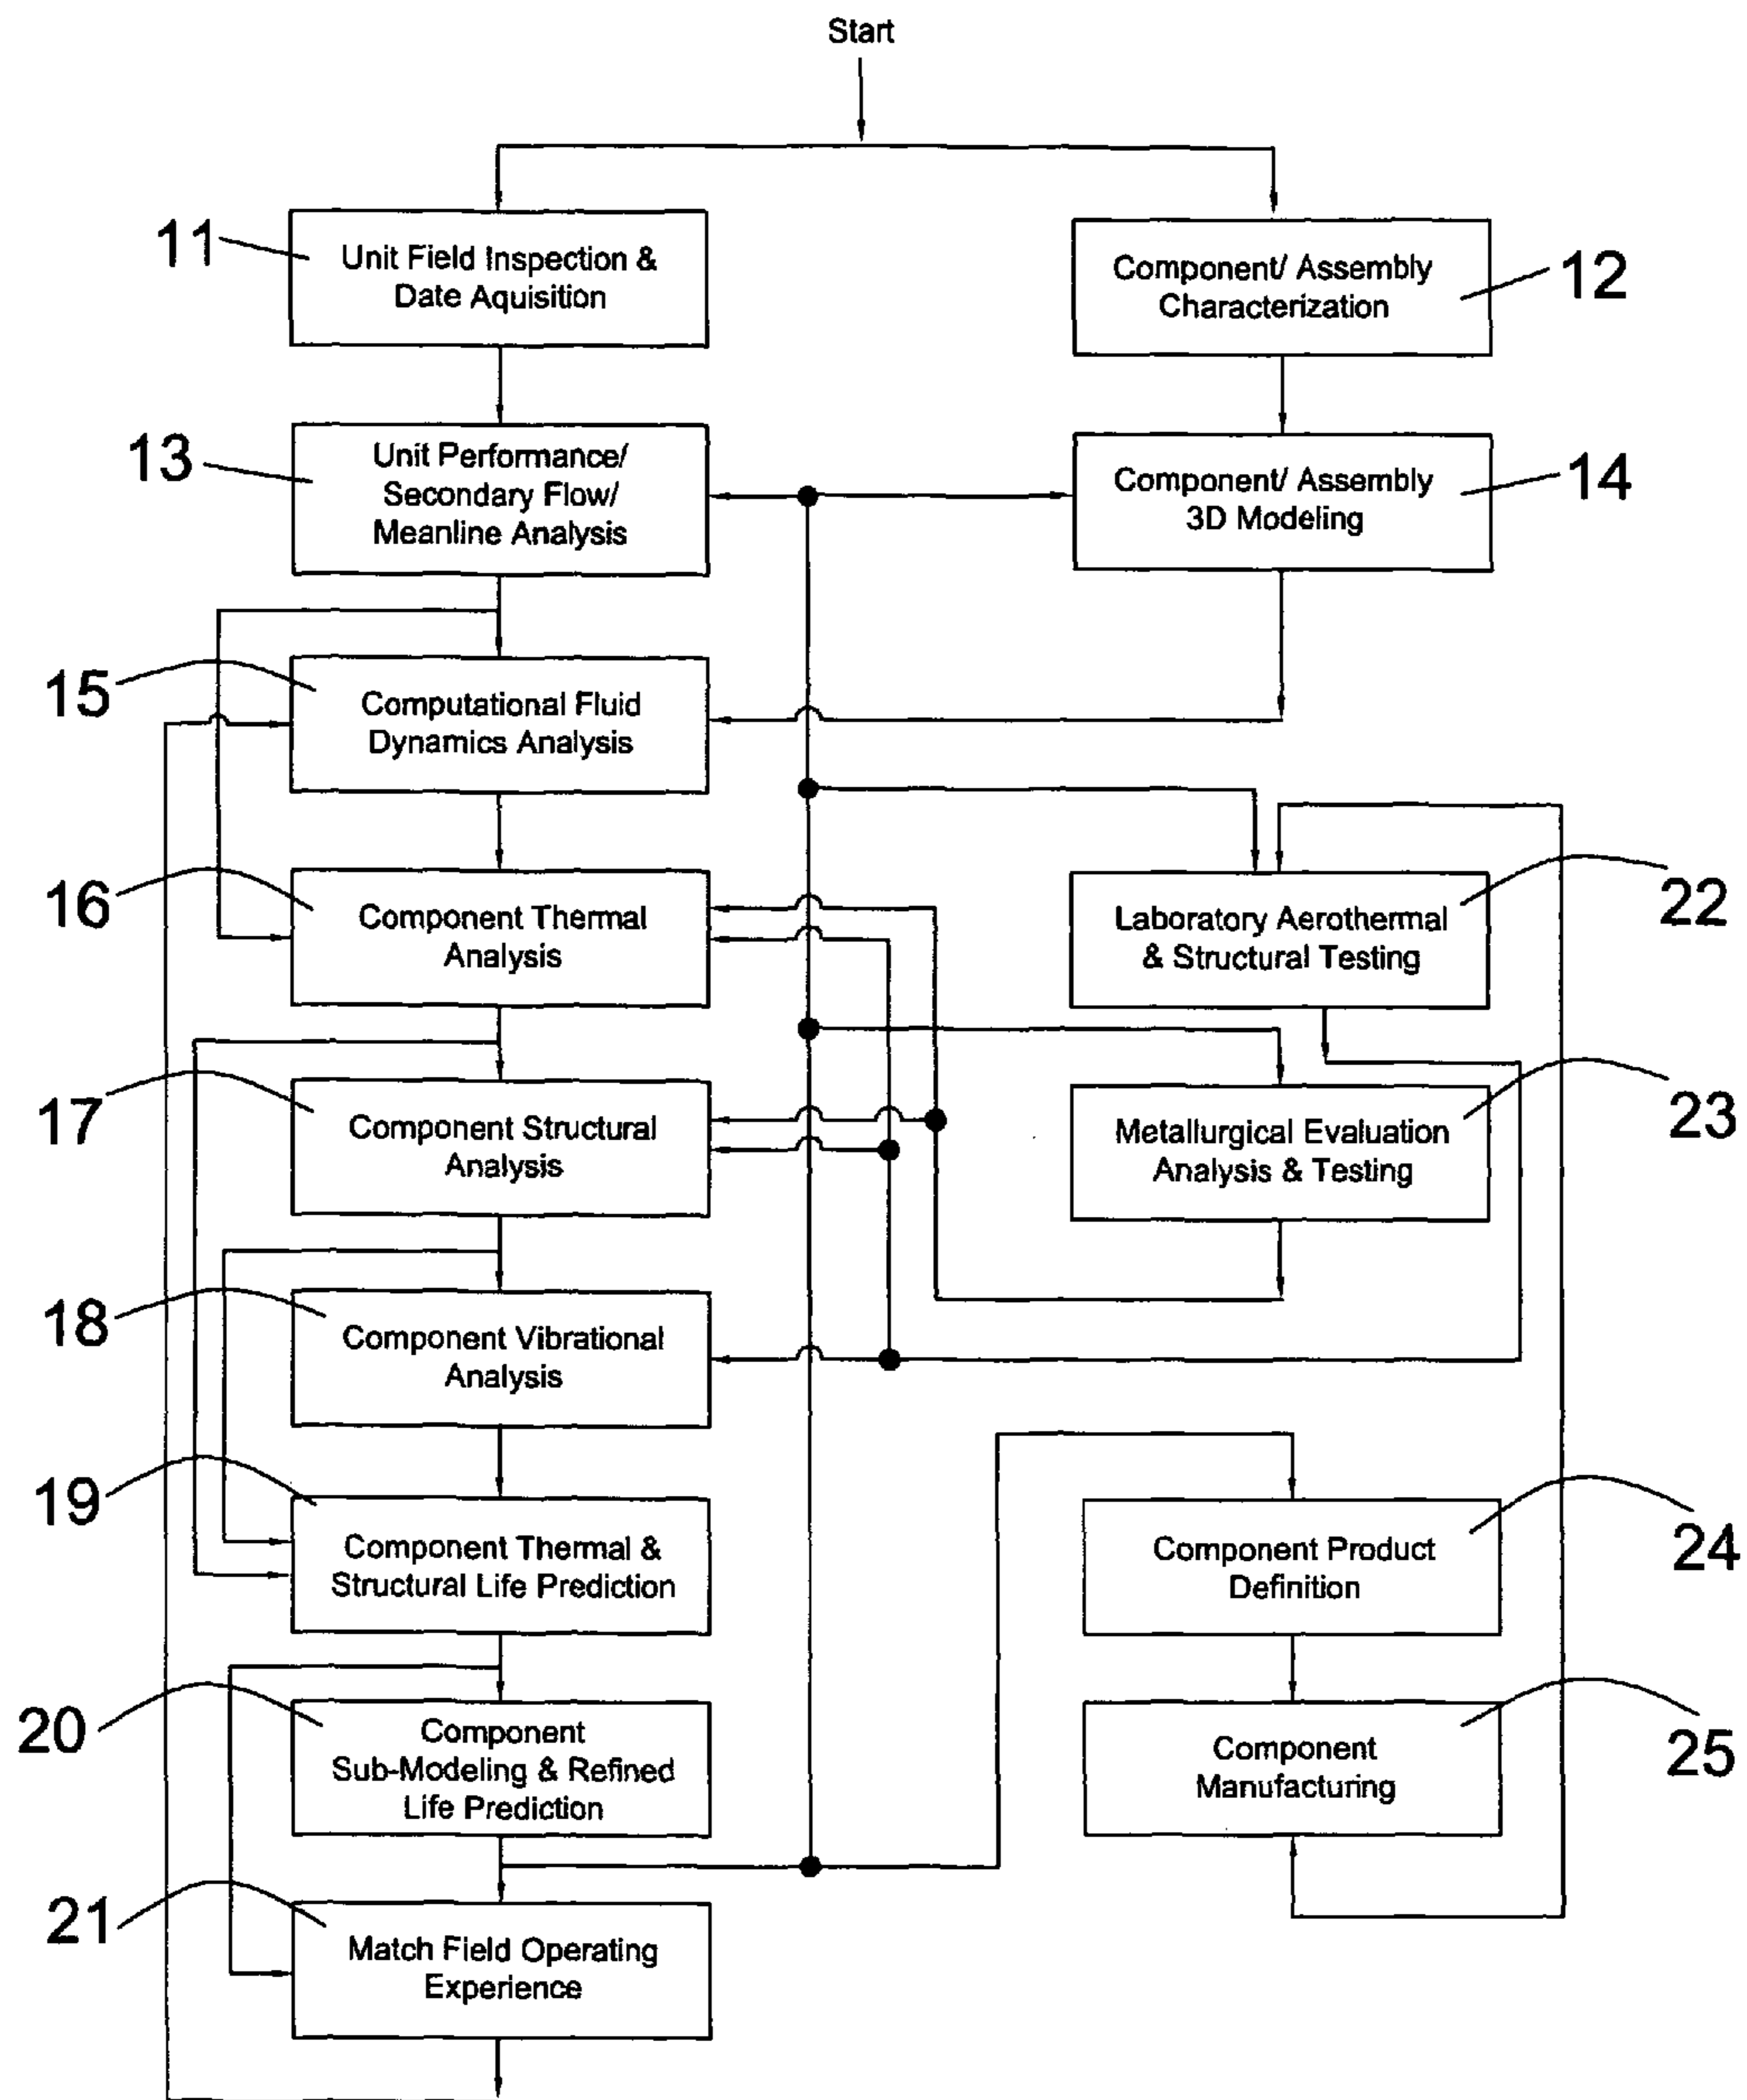 Start
11
Unit Field Inspection &
Date Aquisition
Component/ Assembly
Characterization
12
13
Unit Performance/
Secondary Flow/
Meanline Analysis
Component/ Assembly
3D Modeling
14
15
Computational Fluid
Dynamics Analysis
16
Component Thermal
Analysis
Laboratory Aerothermal
& Structural Testing
22
17
Component Structural
Analysis
Metallurgical Evaluation
Analysis & Testing
23
18
Component Vibrational
Analysis
19
Component Thermal &
Structural Life Prediction
Component Product
Definition
24
20
Component
Sub-Modeling & Refined
Life Prediction
Component
Manufacturing
25
21
Match Field Operating
Experience